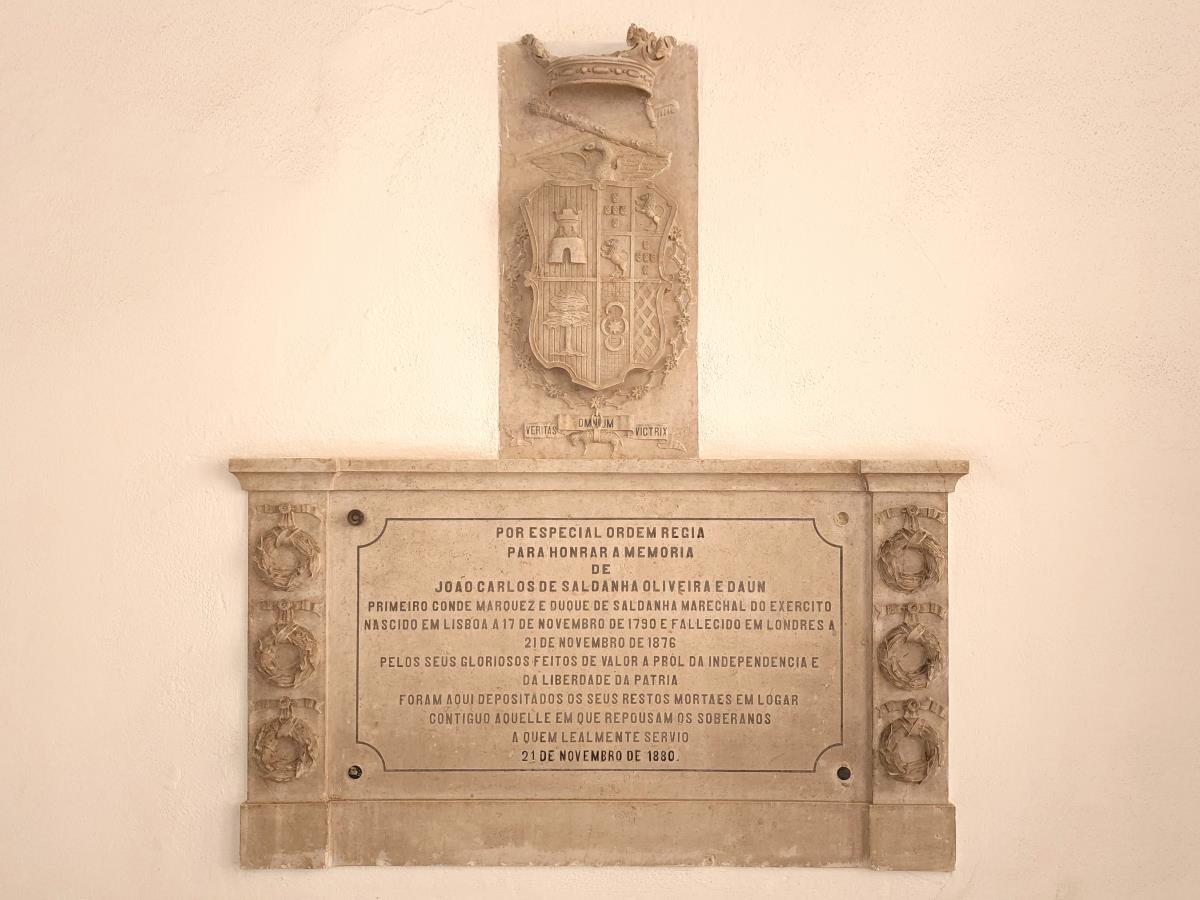 VERITAS OMNIUM VICTRIX
POR ESPECIAL ORDEM REGIA
PARA HONRAR A MEMORIA
DE
JOÃO CARLOS DE SALDANHA OLIVEIRA E DAUN
PRIMEIRO CONDE MARQUEZ E DUQUE DE SALDANHA MARECHAL DO EXERCITO
NASCIDO EM LISBOA A 17 DE NOVEMBRO DE 1790 E FALLECIDO EM LONDRES A
21 DE NOVEMBRO DE 1876
PELOS SEUS GLORIOSOS FEITOS DE VALOR A PRÓL DA INDEPENDENCIA E
DA LIBERDADE DA PATRIA
FORAM AQUI DEPOSITADOS OS SEUS RESTOS MORTAES EM LOGAR
CONTIGUO AQUELLE EM QUE REPOUSAM OS SOBERANOS
A QUEM LEALMENTE SERVIO
21 DE NOVEMBRO DE 1880.